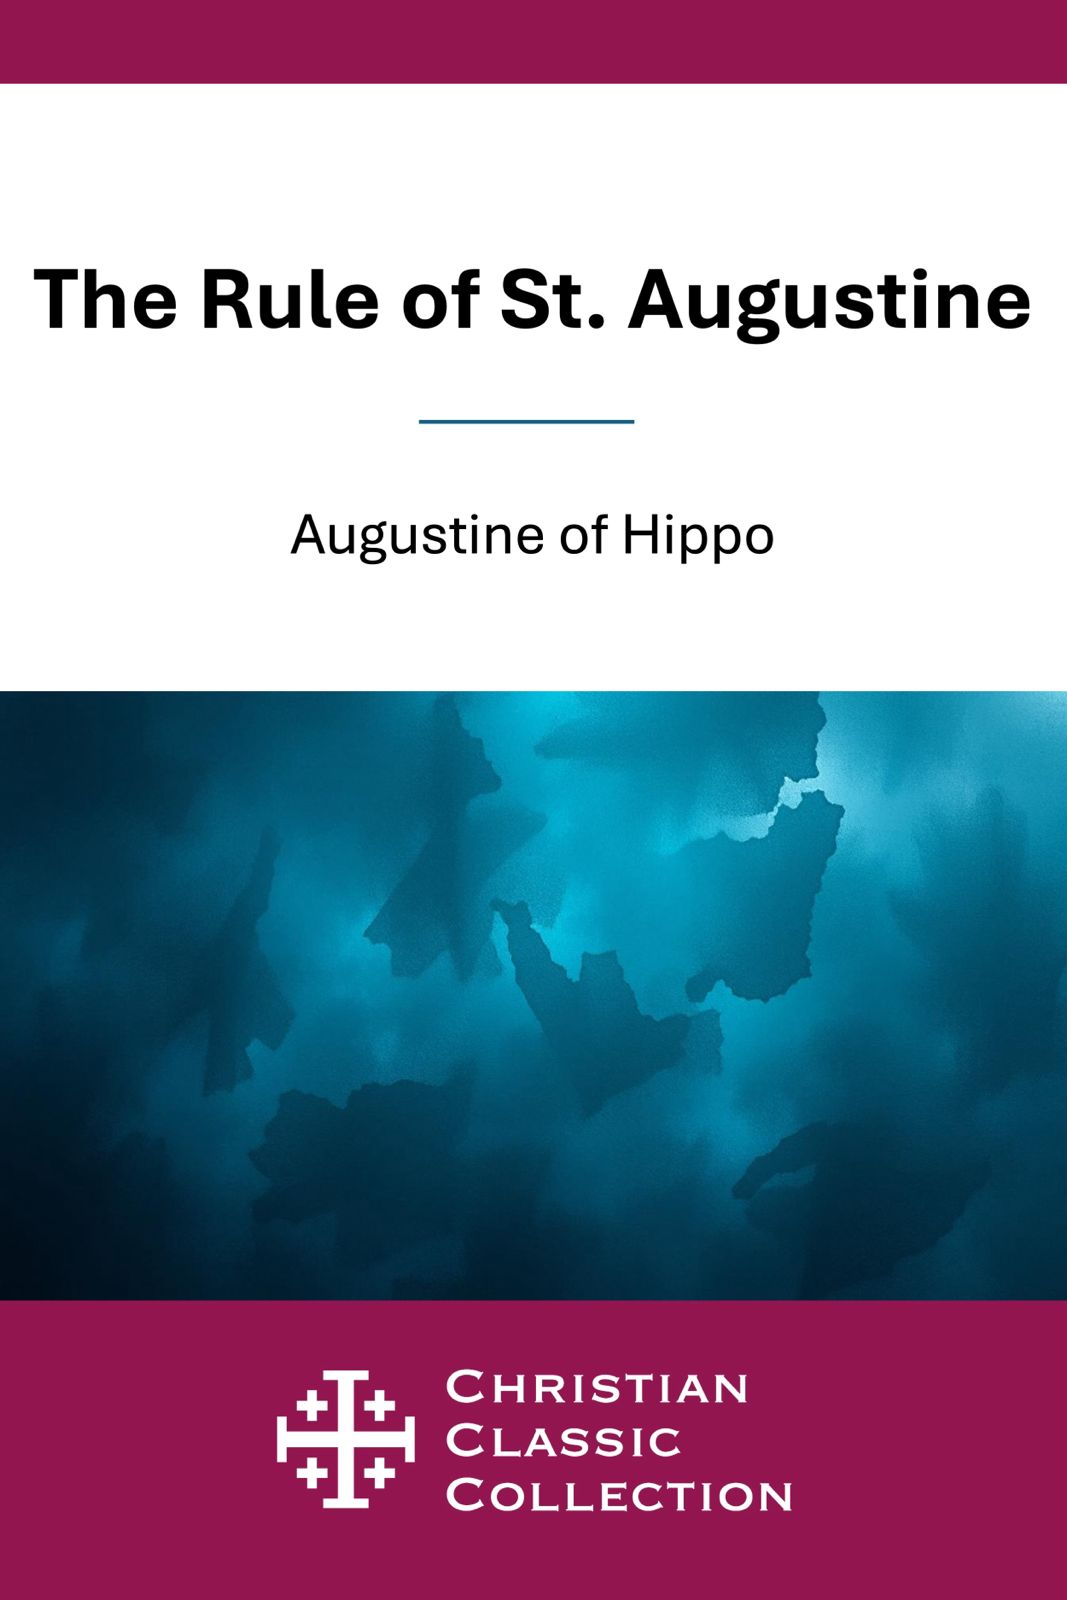 The Rule of St. Augustine
Augustine of Hippo
Christian
Classic
Collection